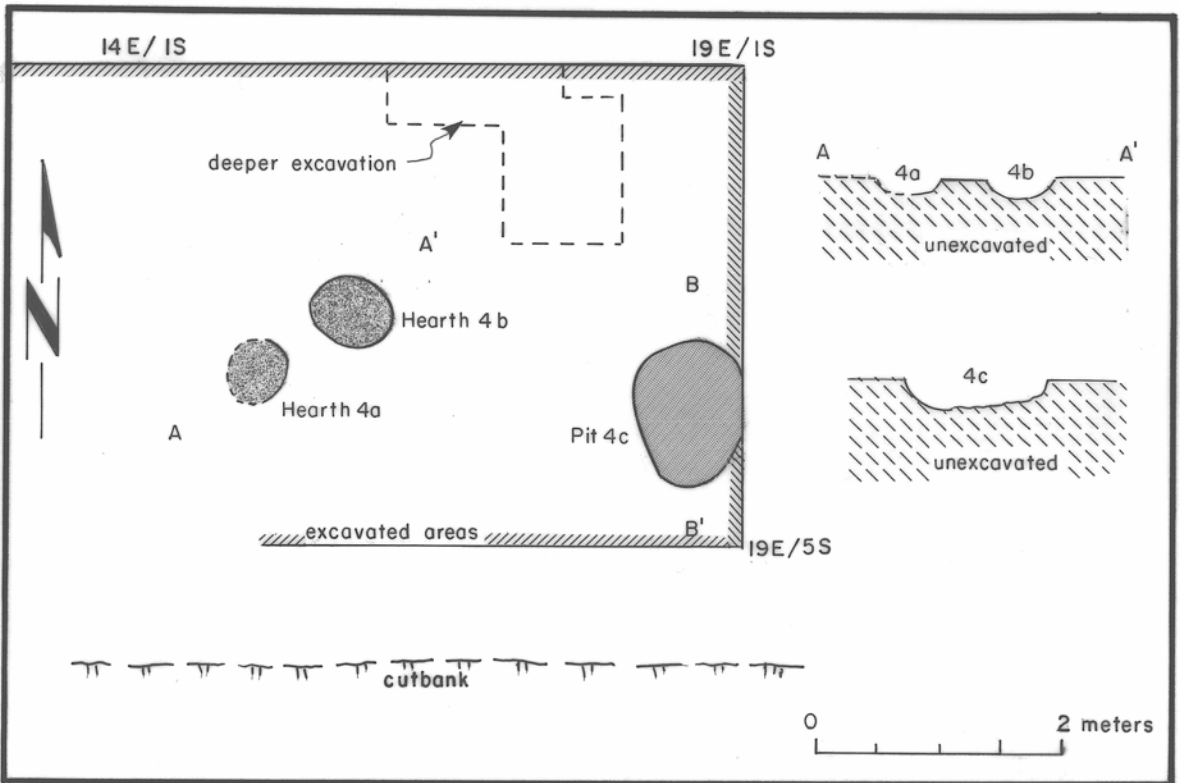 14E/1S
19E/1S
deeper excavation
A'
B
Hearth 4b
Hearth 4a
A
Pit 4c
excavated areas
B'
19E/5S
cutbank
N
A
A'
4a
4b
unexcavated
4c
unexcavated
0
2 meters